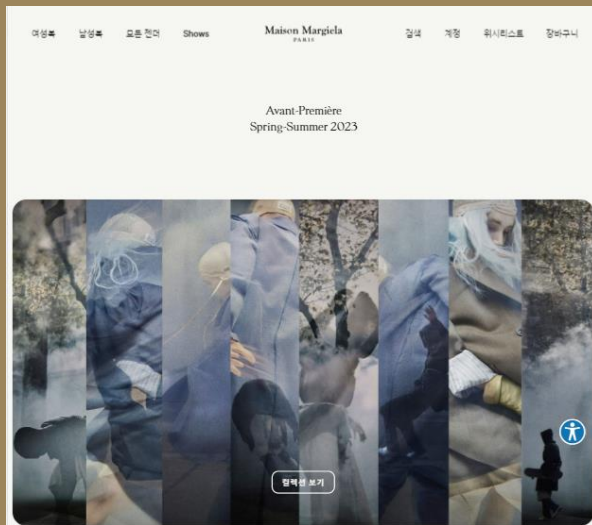 여성복 남성복 모든 젠더 Shows Maison Margiela 검색 계정 위시리스트 장바구니
PARIS
Avant-Première
Spring-Summer 2023
컬렉션 보기